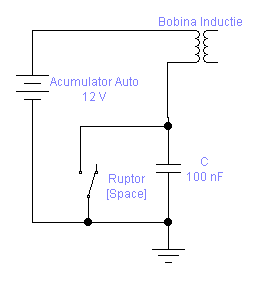 Bobina Inductie
Acumulator Auto
12 V
C
100 nF
Ruptor
[Space]